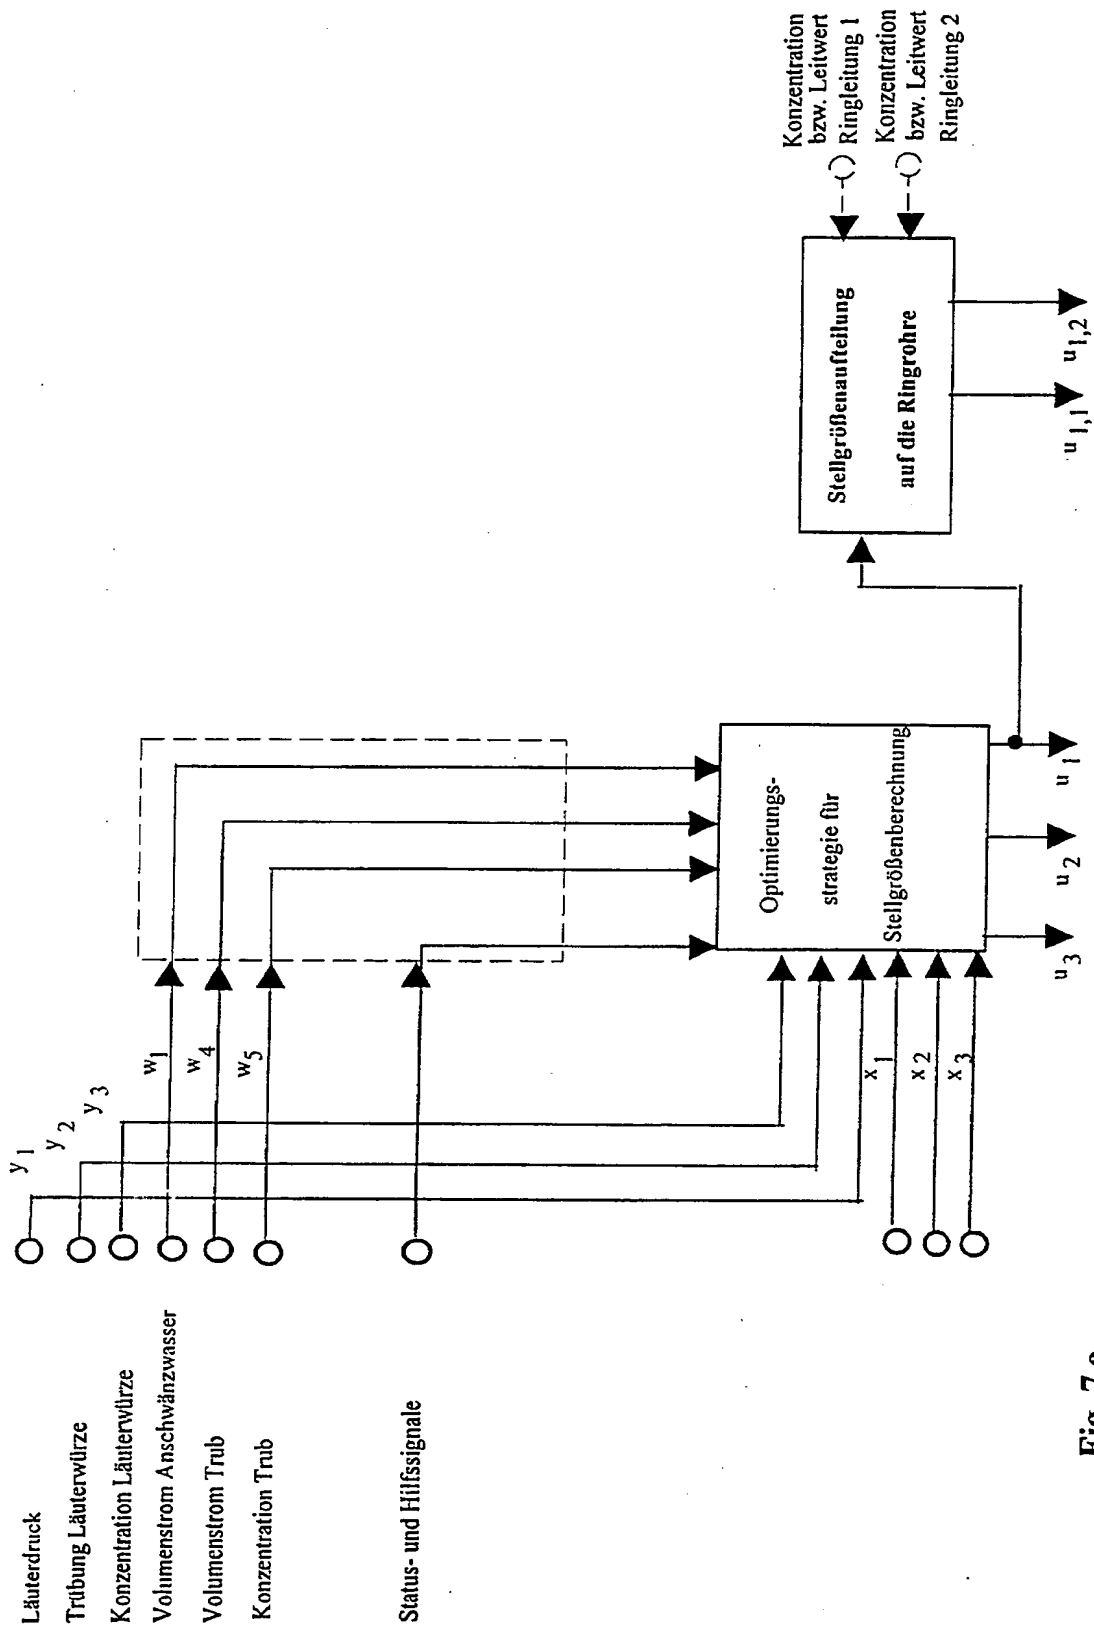 Läuterdruck
Trübung Läuterwürze
Konzentration Läuterwürze
Volumenstrom Anschwänzwasser
Volumenstrom Trub
Konzentration Trub
Status- und Hilfssignale
y1
y2
y3
w1
w4
w5
x1
x2
x3
Optimierungs-
strategie für
Stellgrößenberechnung
u3
u2
u1
Stellgrößenaufteilung
auf die Ringrohre
u1,1
u1,2
Konzentration
bzw. Leitwert
Ringleitung 1
Konzentration
bzw. Leitwert
Ringleitung 2